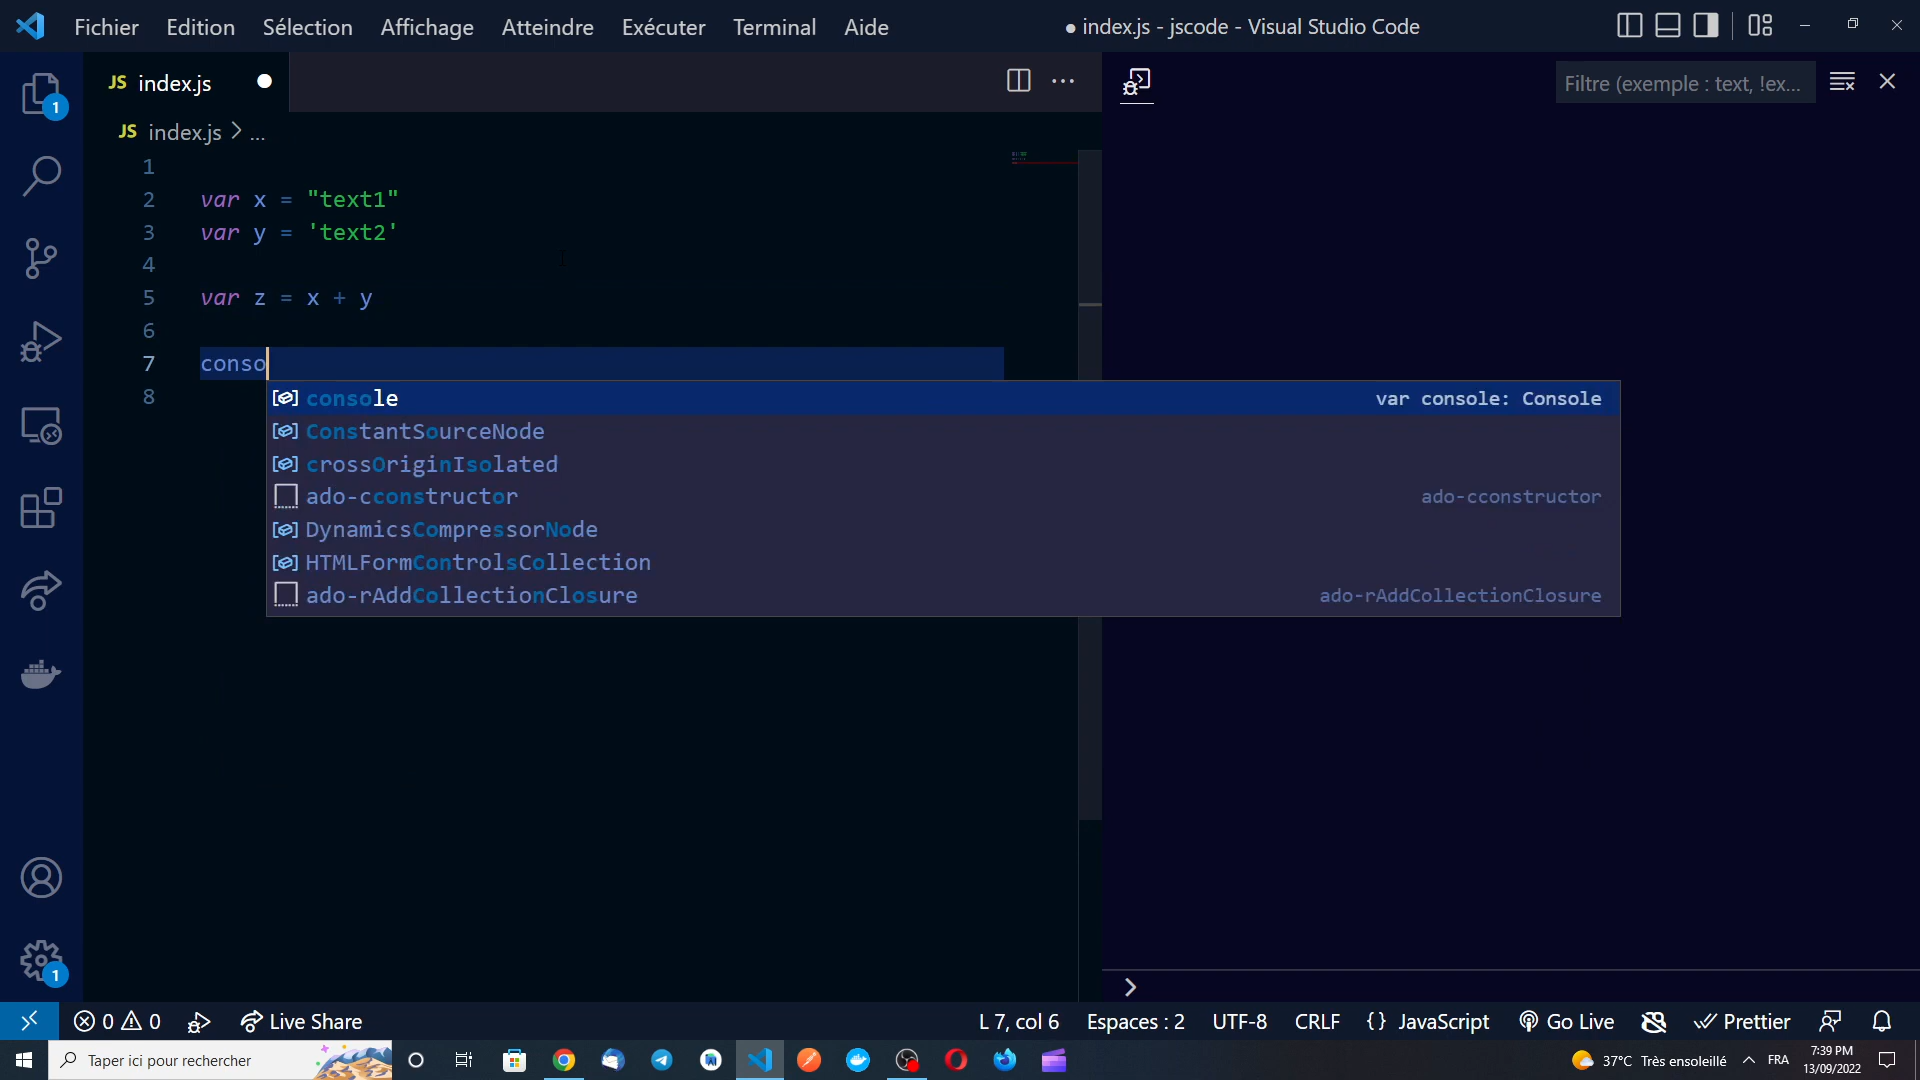 Fichier Edition Sélection Affichage Atteindre Exécuter Terminal Aide
● index.js - jscode - Visual Studio Code
JS index.js
Filtre (exemple : text, !ex...
JS index.js > ...
1
2 var x = "text1"
3 var y = 'text2'
4
5 var z = x + y
6
7 conso
8
console var console: Console
ConstantSourceNode
crossOriginIsolated
ado-cconstructor ado-cconstructor
DynamicsCompressorNode
HTMLFormControlsCollection
ado-rAddCollectionClosure ado-rAddCollectionClosure
1
1
0 0 Live Share L 7, col 6 Espaces : 2 UTF-8 CRLF {} JavaScript Go Live Prettier
Taper ici pour rechercher
37°C Très ensoleillé FRA
7:39 PM
13/09/2022